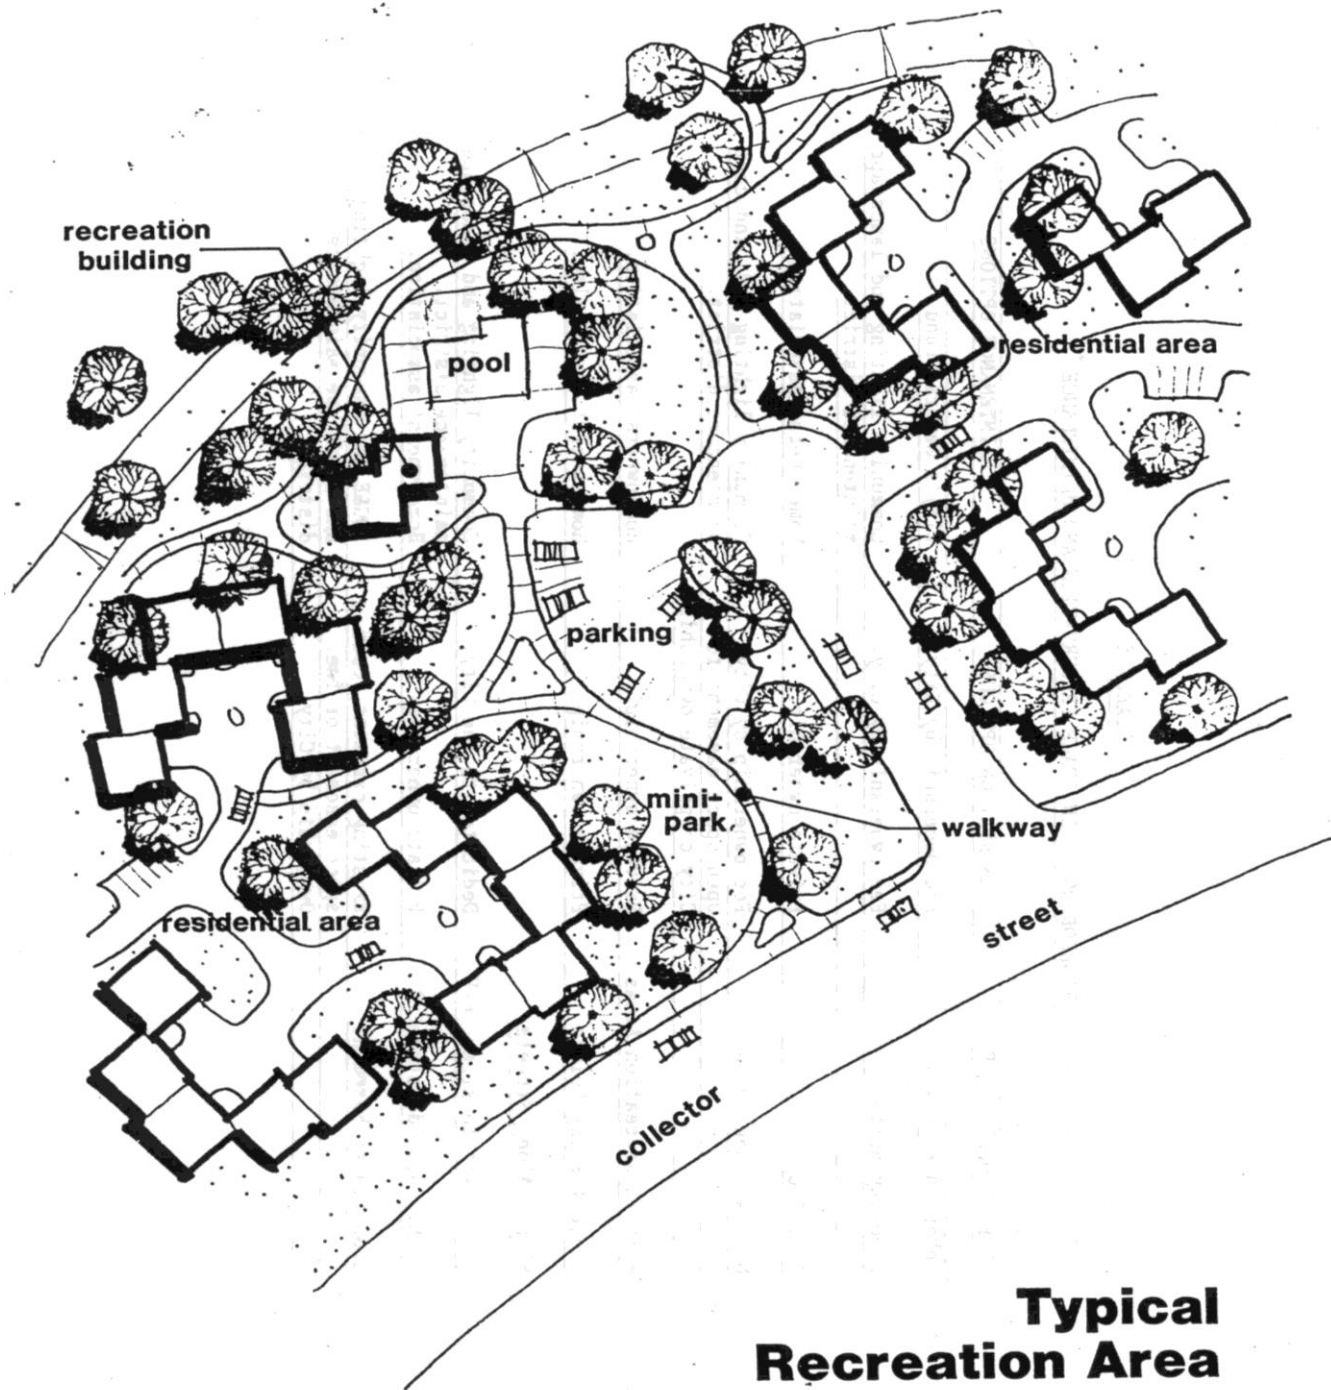 recreation
building
pool
residential area
parking
mini-
park
walkway
residential area
street
collector
Typical
Recreation Area